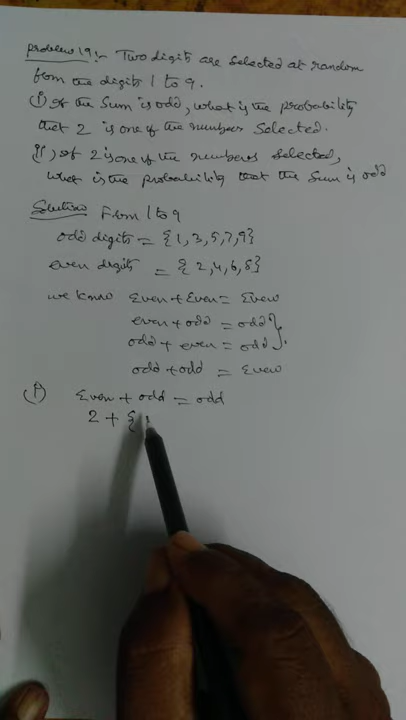 Problem 19:- Two digits are selected at random
from the digits 1 to 9.
(i) If the sum is odd, what is the probability
that 2 is one of the numbers selected.
(ii) If 2 is one of the numbers selected,
what is the probability that the sum is odd
Solution From 1 to 9
odd digits = {1, 3, 5, 7, 9}
even digits = {2, 4, 6, 8}
we know Even + Even = Even
even + odd = odd }
odd + even = odd }.
odd + odd = Even
(i) Even + odd = odd
2 + {1